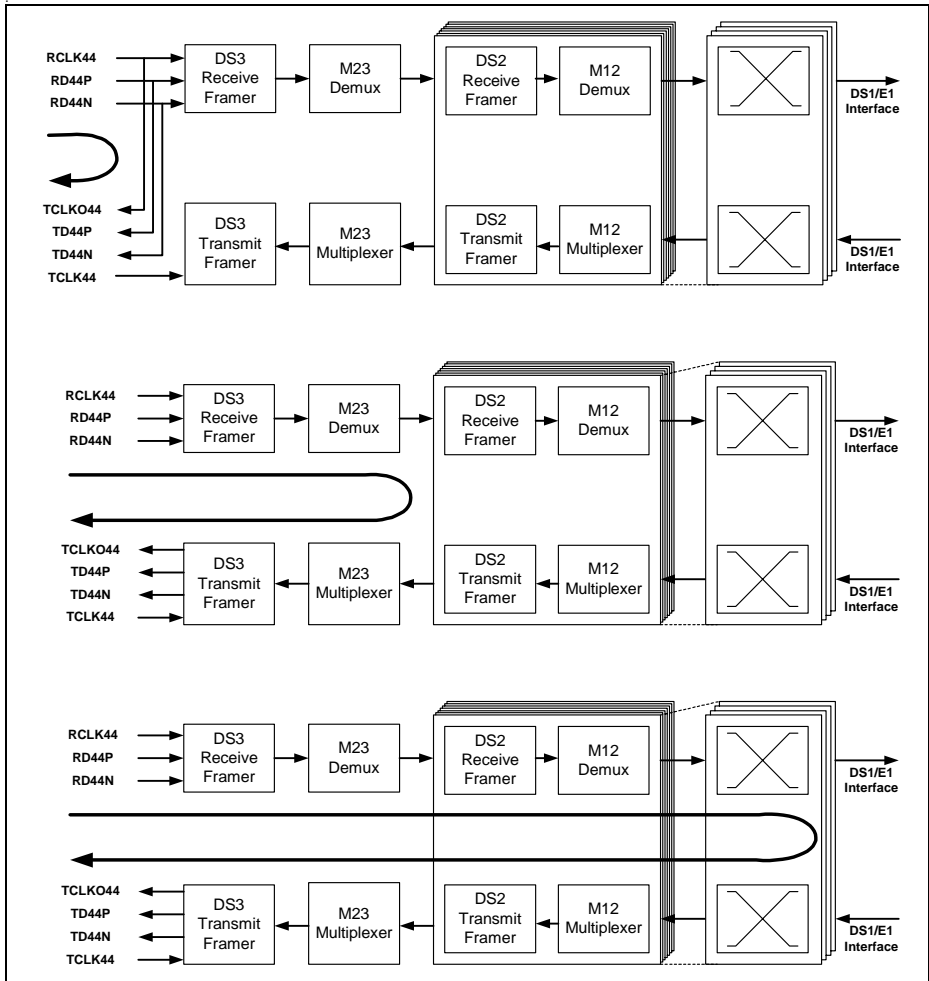 RCLK44
RD44P
RD44N
DS3
Receive
Framer
M23
Demux
DS2
Receive
Framer
M12
Demux
DS1/E1
Interface
TCLKO44
TD44P
TD44N
TCLK44
DS3
Transmit
Framer
M23
Multiplexer
DS2
Transmit
Framer
M12
Multiplexer
DS1/E1
Interface
RCLK44
RD44P
RD44N
DS3
Receive
Framer
M23
Demux
DS2
Receive
Framer
M12
Demux
DS1/E1
Interface
TCLKO44
TD44P
TD44N
TCLK44
DS3
Transmit
Framer
M23
Multiplexer
DS2
Transmit
Framer
M12
Multiplexer
DS1/E1
Interface
RCLK44
RD44P
RD44N
DS3
Receive
Framer
M23
Demux
DS2
Receive
Framer
M12
Demux
DS1/E1
Interface
TCLKO44
TD44P
TD44N
TCLK44
DS3
Transmit
Framer
M23
Multiplexer
DS2
Transmit
Framer
M12
Multiplexer
DS1/E1
Interface